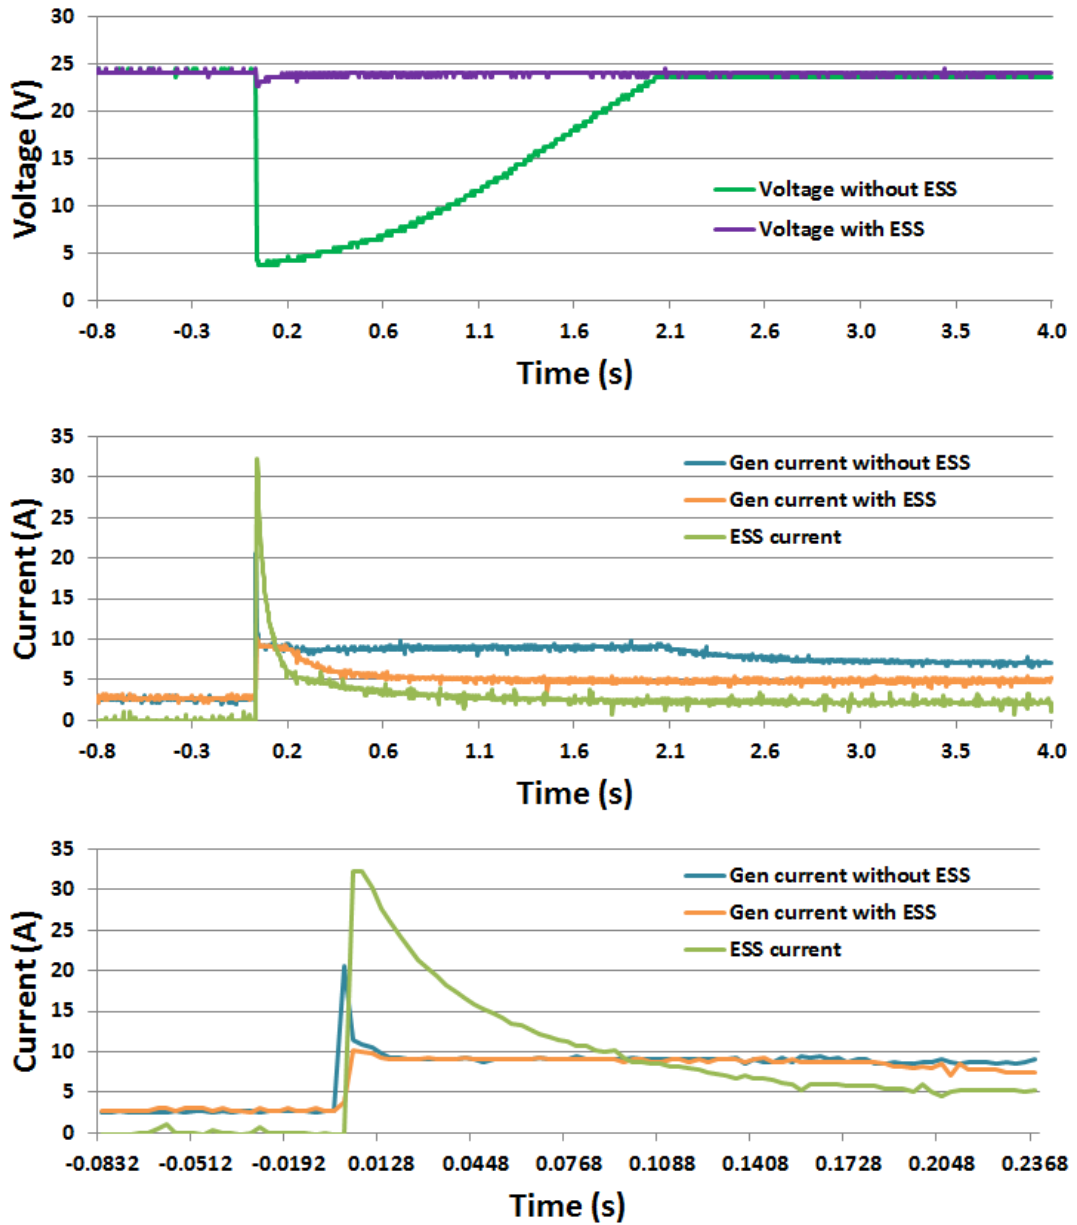 30
25
20
15
10
5
0
Voltage (V)
Voltage without ESS
Voltage with ESS
-0.8 -0.3 0.2 0.6 1.1 1.6 2.1 2.6 3.0 3.5 4.0
Time (s)
35
30
25
20
15
10
5
0
Current (A)
Gen current without ESS
Gen current with ESS
ESS current
-0.8 -0.3 0.2 0.6 1.1 1.6 2.1 2.6 3.0 3.5 4.0
Time (s)
35
30
25
20
15
10
5
0
Current (A)
Gen current without ESS
Gen current with ESS
ESS current
-0.0832 -0.0512 -0.0192 0.0128 0.0448 0.0768 0.1088 0.1408 0.1728 0.2048 0.2368
Time (s)